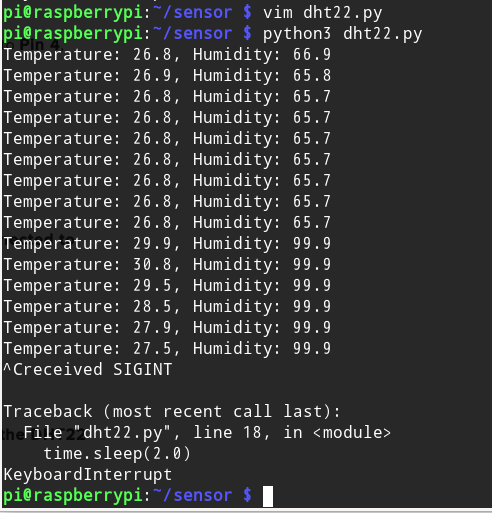 pi@raspberrypi:~/sensor $ vim dht22.py
pi@raspberrypi:~/sensor $ python3 dht22.py
Temperature: 26.8, Humidity: 66.9
Temperature: 26.9, Humidity: 65.8
Temperature: 26.8, Humidity: 65.7
Temperature: 26.8, Humidity: 65.7
Temperature: 26.8, Humidity: 65.7
Temperature: 26.8, Humidity: 65.7
Temperature: 26.8, Humidity: 65.7
Temperature: 26.8, Humidity: 65.7
Temperature: 26.8, Humidity: 65.7
Temperature: 29.9, Humidity: 99.9
Temperature: 30.8, Humidity: 99.9
Temperature: 29.5, Humidity: 99.9
Temperature: 28.5, Humidity: 99.9
Temperature: 27.9, Humidity: 99.9
Temperature: 27.5, Humidity: 99.9
^Creceived SIGINT
Traceback (most recent call last):
  File "dht22.py", line 18, in <module>
    time.sleep(2.0)
KeyboardInterrupt
pi@raspberrypi:~/sensor $